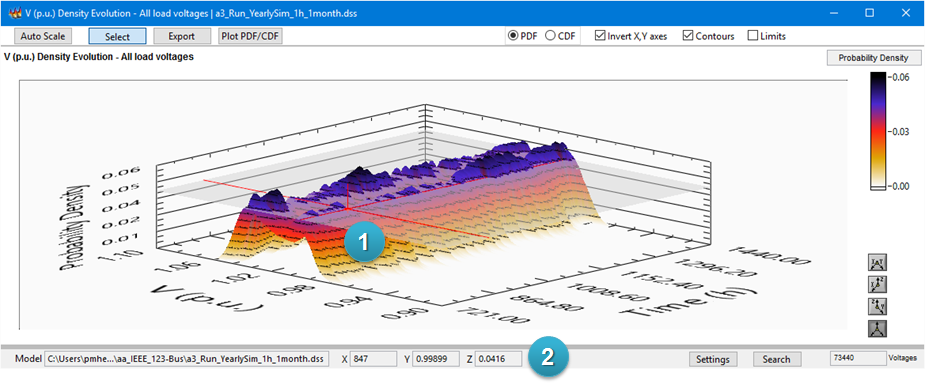 V (p.u.) Density Evolution - All load voltages | a3_Run_YearlySim_1h_1month.dss
Auto Scale Select Export Plot PDF/CDF PDF CDF Invert X,Y axes Contours Limits
V (p.u.) Density Evolution - All load voltages
Probability Density
0.06
0.03
0.00
Probability Density
0.06
0.05
0.04
0.02
0.01
1.10
1.06
1.02
0.98
0.94
0.90
V (p.u.)
1
721.00
864.80
1008.60
1152.40
1296.20
1440.00
Time (h)
Model C:\Users\pmhe...\aa_IEEE_123-Bus\a3_Run_YearlySim_1h_1month.dss X 847 Y 0.99899 Z 0.0416 2 Settings Search 73440 Voltages